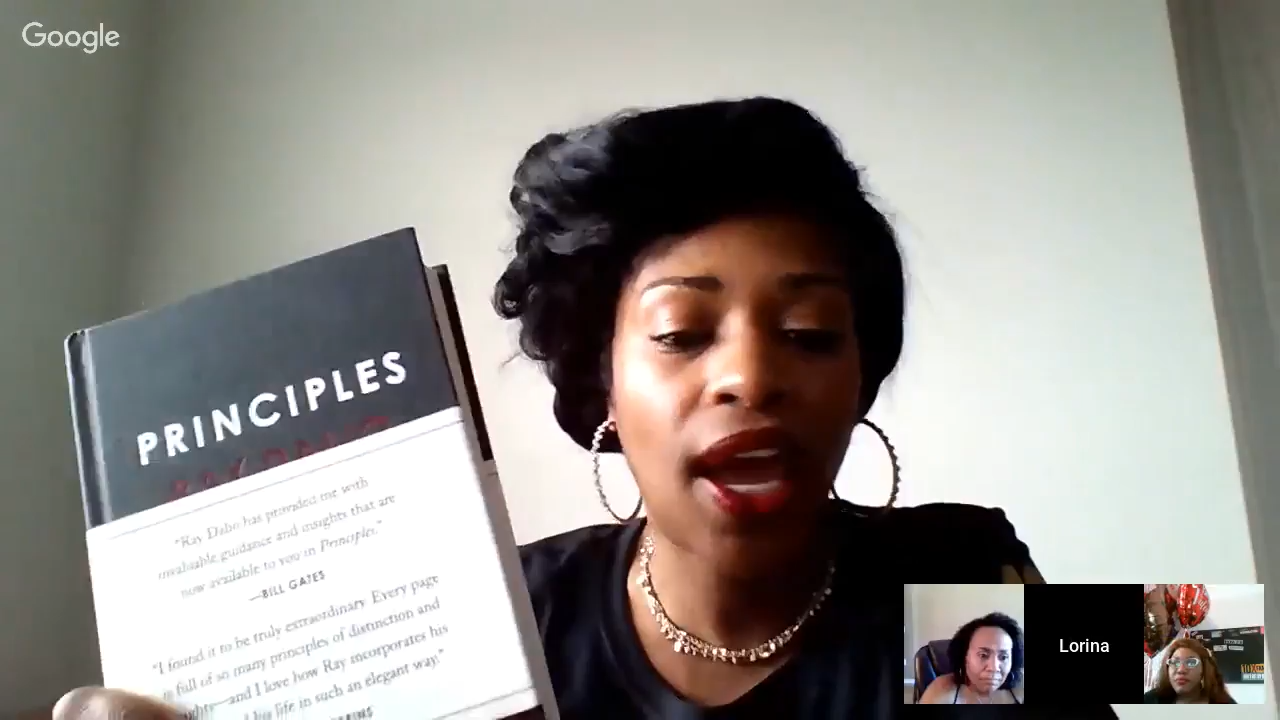 Google
PRINCIPLES
RAY DALIO
"Ray Dalio has provided me with
invaluable guidance and insights that are
now available to you in Principles."
—BILL GATES
"I found it to be truly extraordinary. Every page
is full of so many principles of distinction and
—and I love how Ray incorporates his
his life in such an elegant way."
Lorina